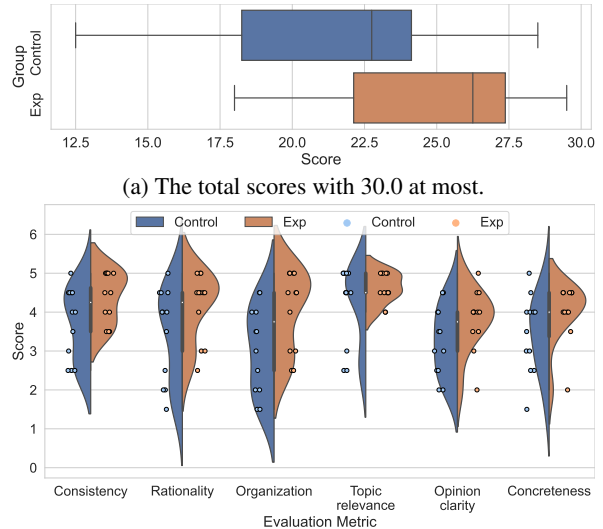 Group
Control
Exp
12.5 15.0 17.5 20.0 22.5 25.0 27.5 30.0
Score
(a) The total scores with 30.0 at most.
Control Exp Control Exp
Score
6
5
4
3
2
1
0
Consistency Rationality Organization Topic relevance Opinion clarity Concreteness
Evaluation Metric